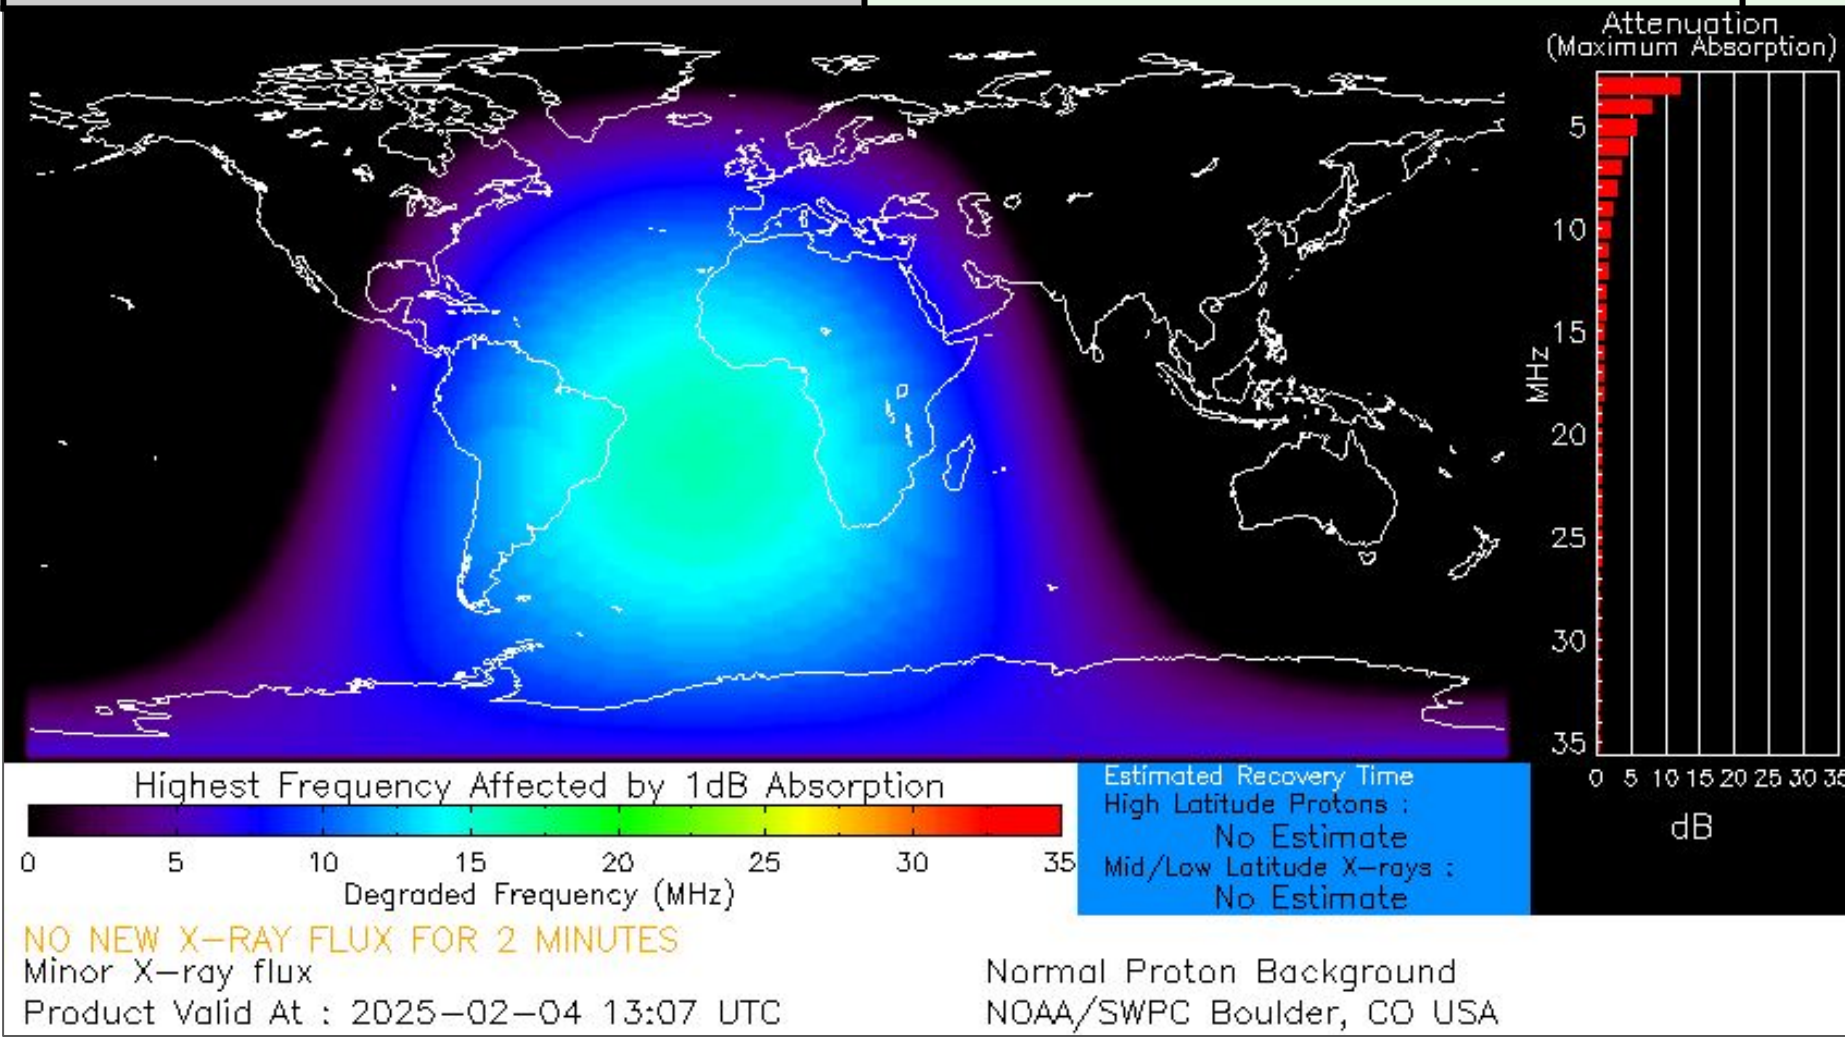 Attenuation
(Maximum Absorption)
5
10
15
20
25
30
35
MHz
0 5 10 15 20 25 30 35
dB
Highest Frequency Affected by 1dB Absorption
0 5 10 15 20 25 30 35
Degraded Frequency (MHz)
Estimated Recovery Time
High Latitude Protons :
No Estimate
Mid/Low Latitude X-rays :
No Estimate
NO NEW X-RAY FLUX FOR 2 MINUTES
Minor X-ray flux
Normal Proton Background
Product Valid At : 2025-02-04 13:07 UTC
NOAA/SWPC Boulder, CO USA